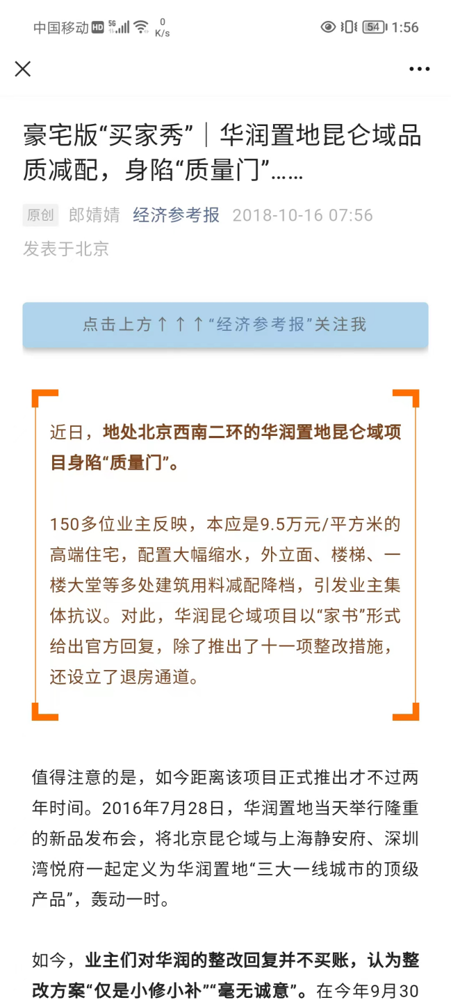 中国移动 HD 5G 0 K/s 54 1:56
豪宅版“买家秀”｜华润置地昆仑域品
质减配，身陷“质量门”……
原创 郎婧婧 经济参考报 2018-10-16 07:56
发表于北京
点击上方↑↑↑“经济参考报”关注我
近日，地处北京西南二环的华润置地昆仑域项
目身陷“质量门”。
150多位业主反映，本应是9.5万元/平方米的
高端住宅，配置大幅缩水，外立面、楼梯、一
楼大堂等多处建筑用料减配降档，引发业主集
体抗议。对此，华润昆仑域项目以“家书”形式
给出官方回复，除了推出了十一项整改措施，
还设立了退房通道。
值得注意的是，如今距离该项目正式推出才不过两
年时间。2016年7月28日，华润置地当天举行隆重
的新品发布会，将北京昆仑域与上海静安府、深圳
湾悦府一起定义为华润置地“三大一线城市的顶级
产品”，轰动一时。
如今，业主们对华润的整改回复并不买账，认为整
改方案“仅是小修小补”“毫无诚意”。在今年9月30